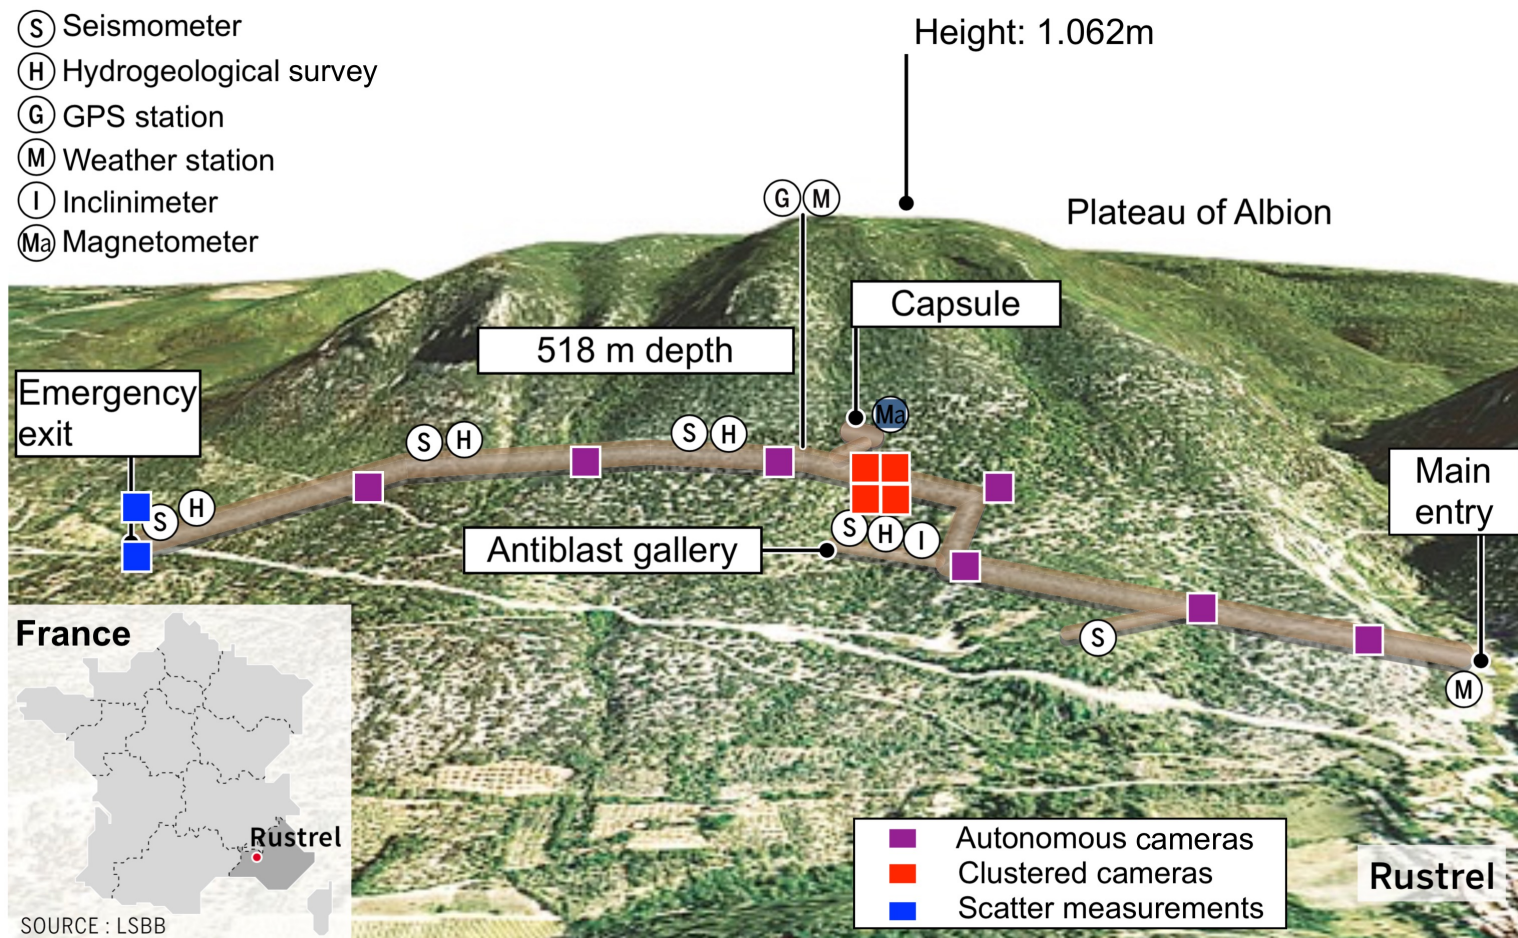 S Seismometer
H Hydrogeological survey
G GPS station
M Weather station
I Inclinimeter
Ma Magnetometer
Height: 1.062m
G M
Plateau of Albion
Capsule
518 m depth
Emergency
exit
Ma
S H
S H
S H
Main
entry
S H I
Antiblast gallery
S
M
France
Rustrel
SOURCE : LSBB
Autonomous cameras
Clustered cameras
Scatter measurements
Rustrel